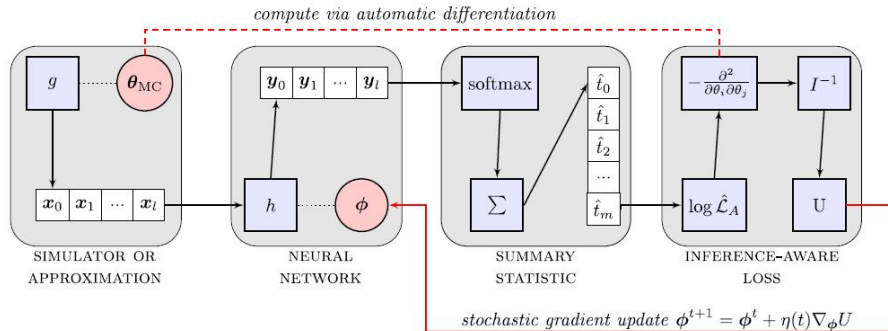 compute via automatic differentiation
g
θ_MC
y_0 y_1 ... y_l
softmax
t̂_0
t̂_1
t̂_2
...
t̂_m
−∂²/∂θ_i∂θ_j
I⁻¹
x_0 x_1 ... x_l
h
ϕ
∑
log ℒ̂_A
U
SIMULATOR OR
APPROXIMATION
NEURAL
NETWORK
SUMMARY
STATISTIC
INFERENCE-AWARE
LOSS
stochastic gradient update ϕ^{t+1} = ϕ^t + η(t)∇_ϕ U